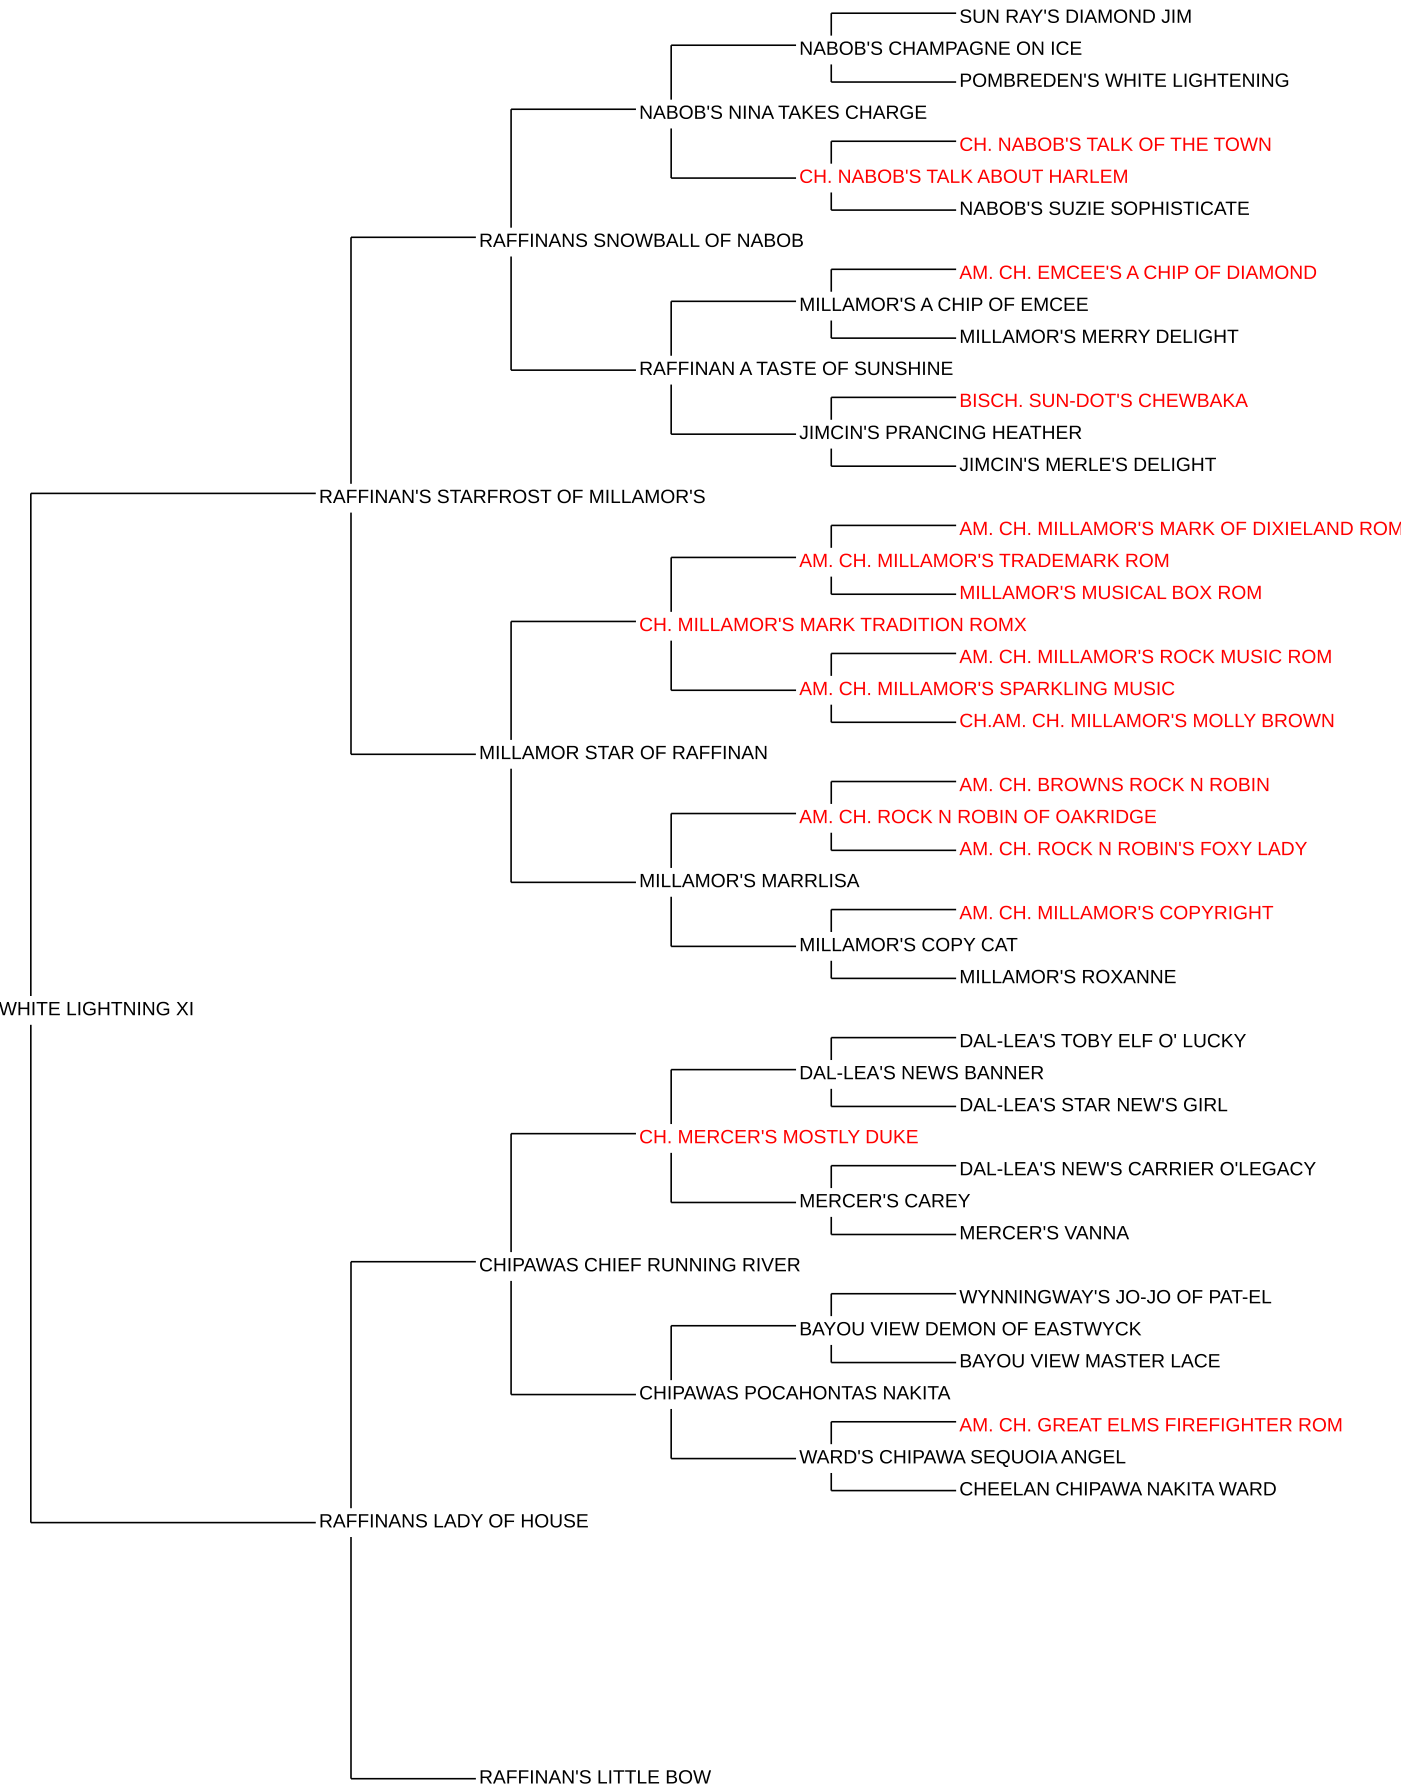 SUN RAY'S DIAMOND JIM
NABOB'S CHAMPAGNE ON ICE
POMBREDEN'S WHITE LIGHTENING
NABOB'S NINA TAKES CHARGE
CH. NABOB'S TALK OF THE TOWN
CH. NABOB'S TALK ABOUT HARLEM
NABOB'S SUZIE SOPHISTICATE
RAFFINANS SNOWBALL OF NABOB
AM. CH. EMCEE'S A CHIP OF DIAMOND
MILLAMOR'S A CHIP OF EMCEE
MILLAMOR'S MERRY DELIGHT
RAFFINAN A TASTE OF SUNSHINE
BISCH. SUN-DOT'S CHEWBAKA
JIMCIN'S PRANCING HEATHER
JIMCIN'S MERLE'S DELIGHT
RAFFINAN'S STARFROST OF MILLAMOR'S
AM. CH. MILLAMOR'S MARK OF DIXIELAND ROM
AM. CH. MILLAMOR'S TRADEMARK ROM
MILLAMOR'S MUSICAL BOX ROM
CH. MILLAMOR'S MARK TRADITION ROMX
AM. CH. MILLAMOR'S ROCK MUSIC ROM
AM. CH. MILLAMOR'S SPARKLING MUSIC
CH.AM. CH. MILLAMOR'S MOLLY BROWN
MILLAMOR STAR OF RAFFINAN
AM. CH. BROWNS ROCK N ROBIN
AM. CH. ROCK N ROBIN OF OAKRIDGE
AM. CH. ROCK N ROBIN'S FOXY LADY
MILLAMOR'S MARRLISA
AM. CH. MILLAMOR'S COPYRIGHT
MILLAMOR'S COPY CAT
MILLAMOR'S ROXANNE
WHITE LIGHTNING XI
DAL-LEA'S TOBY ELF O' LUCKY
DAL-LEA'S NEWS BANNER
DAL-LEA'S STAR NEW'S GIRL
CH. MERCER'S MOSTLY DUKE
DAL-LEA'S NEW'S CARRIER O'LEGACY
MERCER'S CAREY
MERCER'S VANNA
CHIPAWAS CHIEF RUNNING RIVER
WYNNINGWAY'S JO-JO OF PAT-EL
BAYOU VIEW DEMON OF EASTWYCK
BAYOU VIEW MASTER LACE
CHIPAWAS POCAHONTAS NAKITA
AM. CH. GREAT ELMS FIREFIGHTER ROM
WARD'S CHIPAWA SEQUOIA ANGEL
CHEELAN CHIPAWA NAKITA WARD
RAFFINANS LADY OF HOUSE
RAFFINAN'S LITTLE BOW